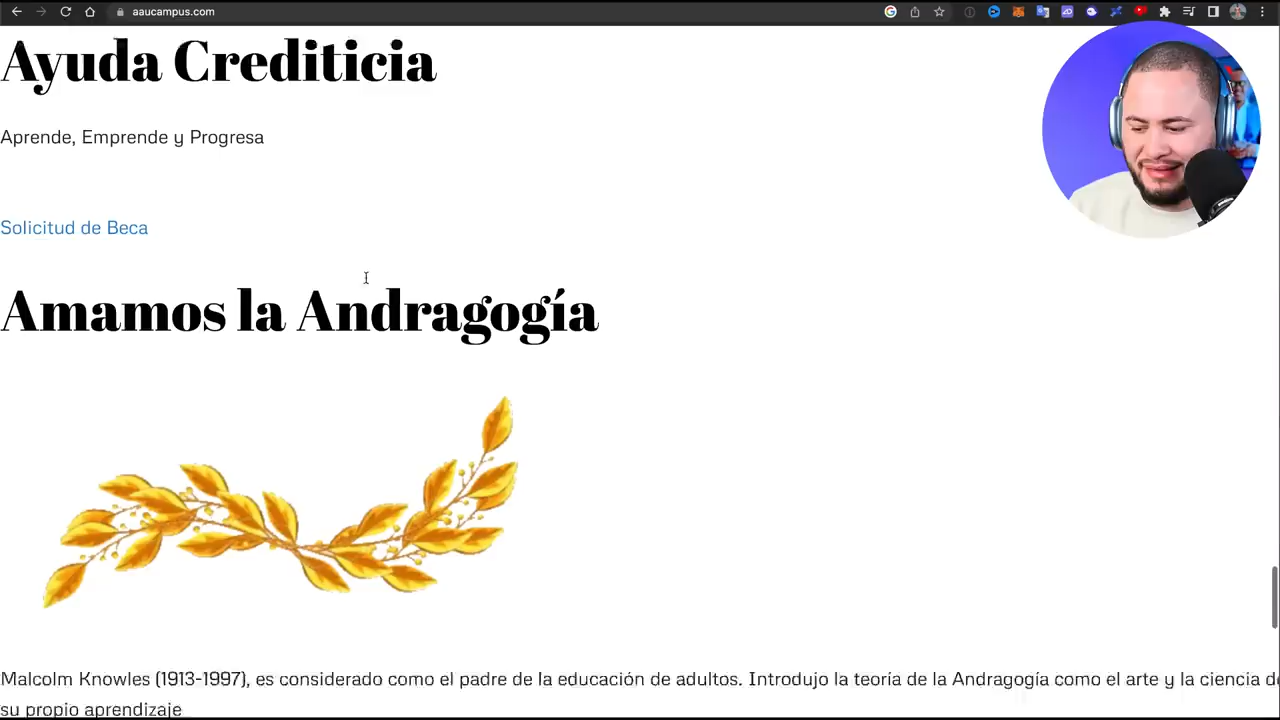 aaucampus.com
Ayuda Crediticia
Aprende, Emprende y Progresa
Solicitud de Beca
Amamos la Andragogía
Malcolm Knowles (1913-1997), es considerado como el padre de la educación de adultos. Introdujo la teoría de la Andragogía como el arte y la ciencia
su propio aprendizaje